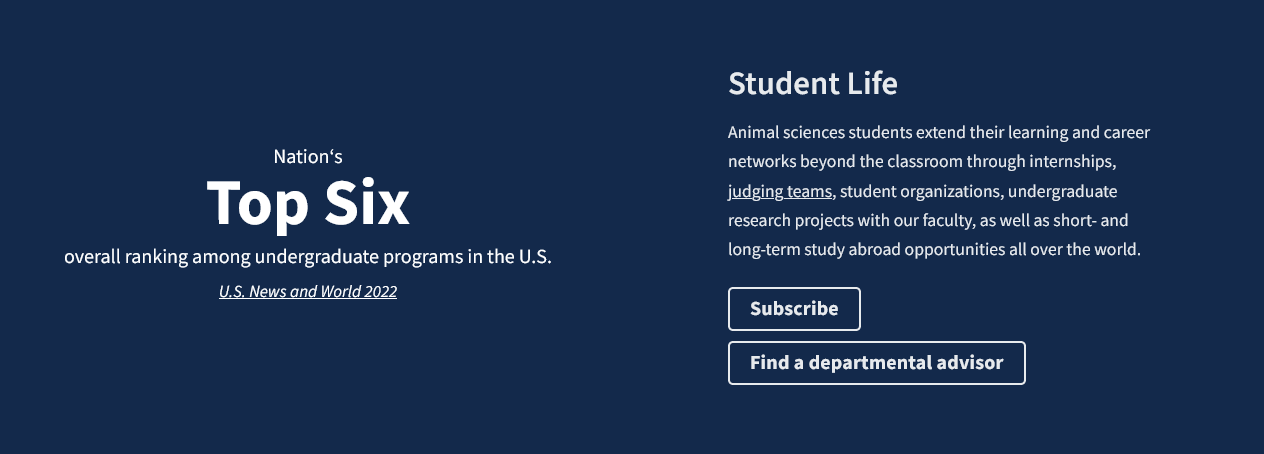 Nation‘s
Top Six
overall ranking among undergraduate programs in the U.S.
U.S. News and World 2022
Student Life
Animal sciences students extend their learning and career
networks beyond the classroom through internships,
judging teams, student organizations, undergraduate
research projects with our faculty, as well as short- and
long-term study abroad opportunities all over the world.
Subscribe
Find a departmental advisor